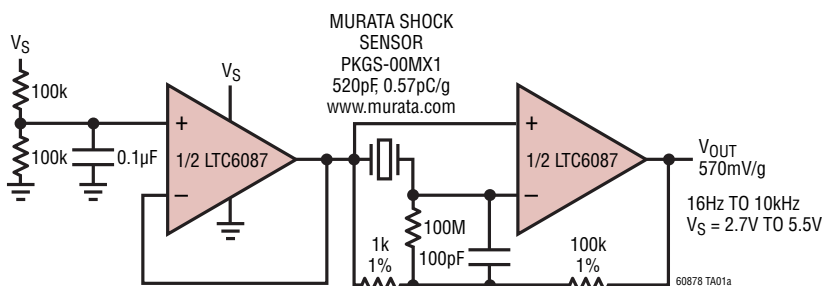 MURATA SHOCK
SENSOR
PKGS-00MX1
520pF, 0.57pC/g
www.murata.com
VS
100k
100k
0.1µF
VS
+
1/2 LTC6087
−
+
1/2 LTC6087
−
100M
100pF
1k
1%
100k
1%
VOUT
570mV/g
16Hz TO 10kHz
VS = 2.7V TO 5.5V
60878 TA01a